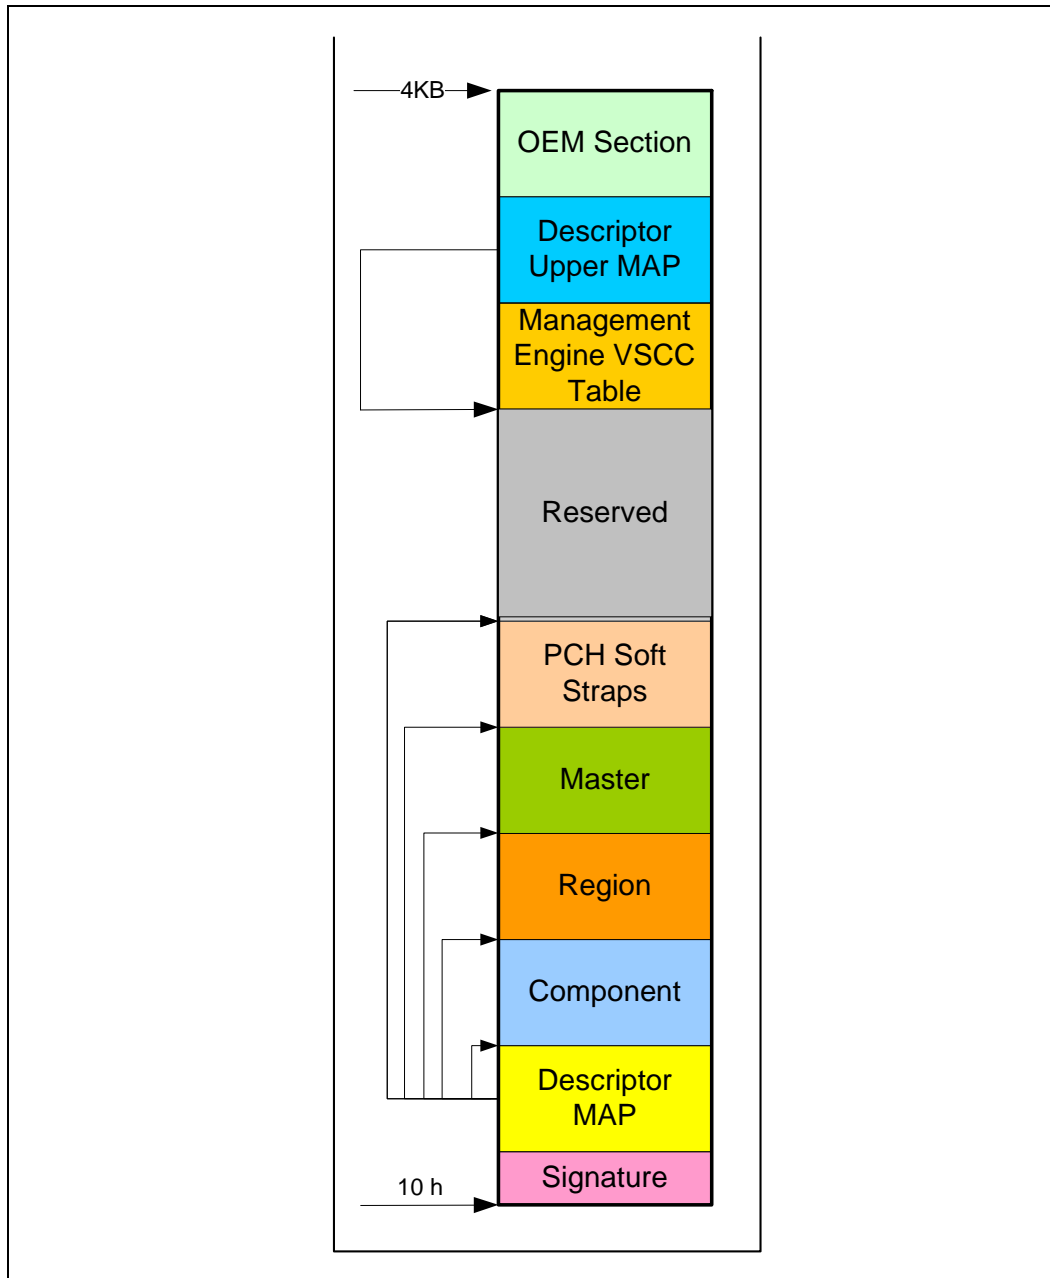 4KB
OEM Section
Descriptor
Upper MAP
Management
Engine VSCC
Table
Reserved
PCH Soft
Straps
Master
Region
Component
Descriptor
MAP
Signature
10 h